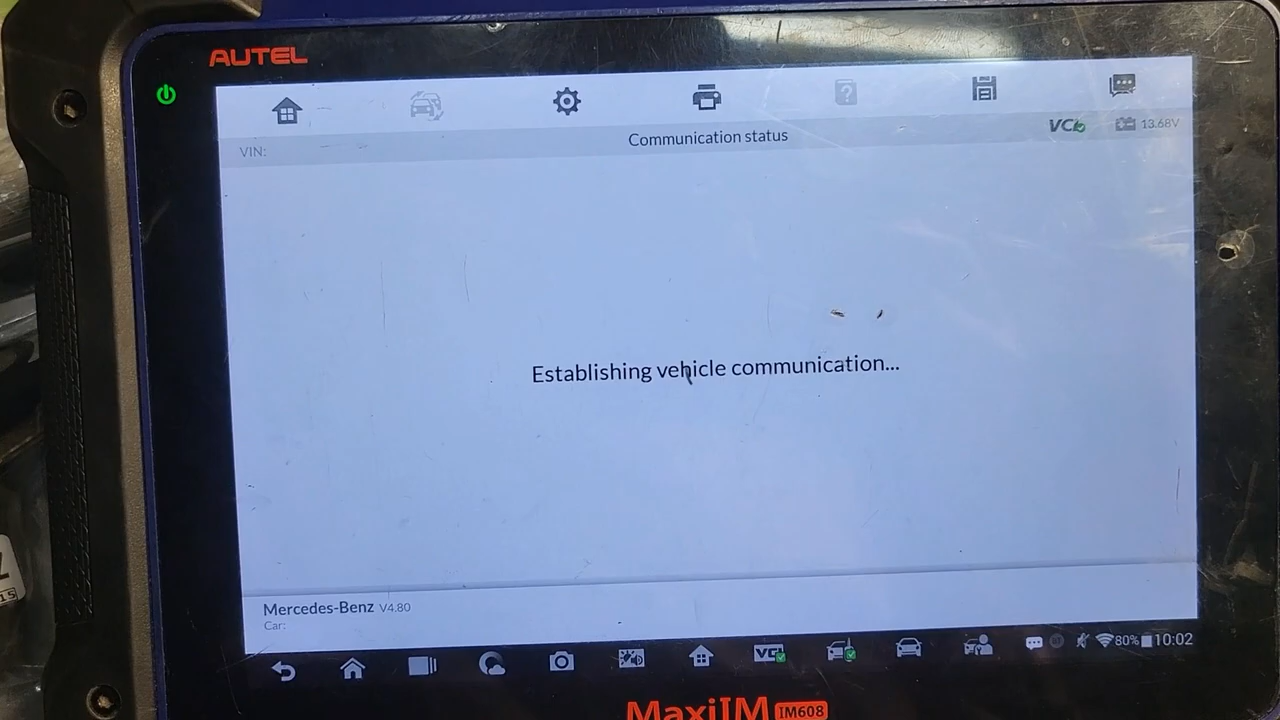 AUTEL
VCI
13.68V
VIN:
Communication status
Establishing vehicle communication...
Mercedes-Benz V4.80
Car:
VCI
80%
10:02
MaxiIM IM608